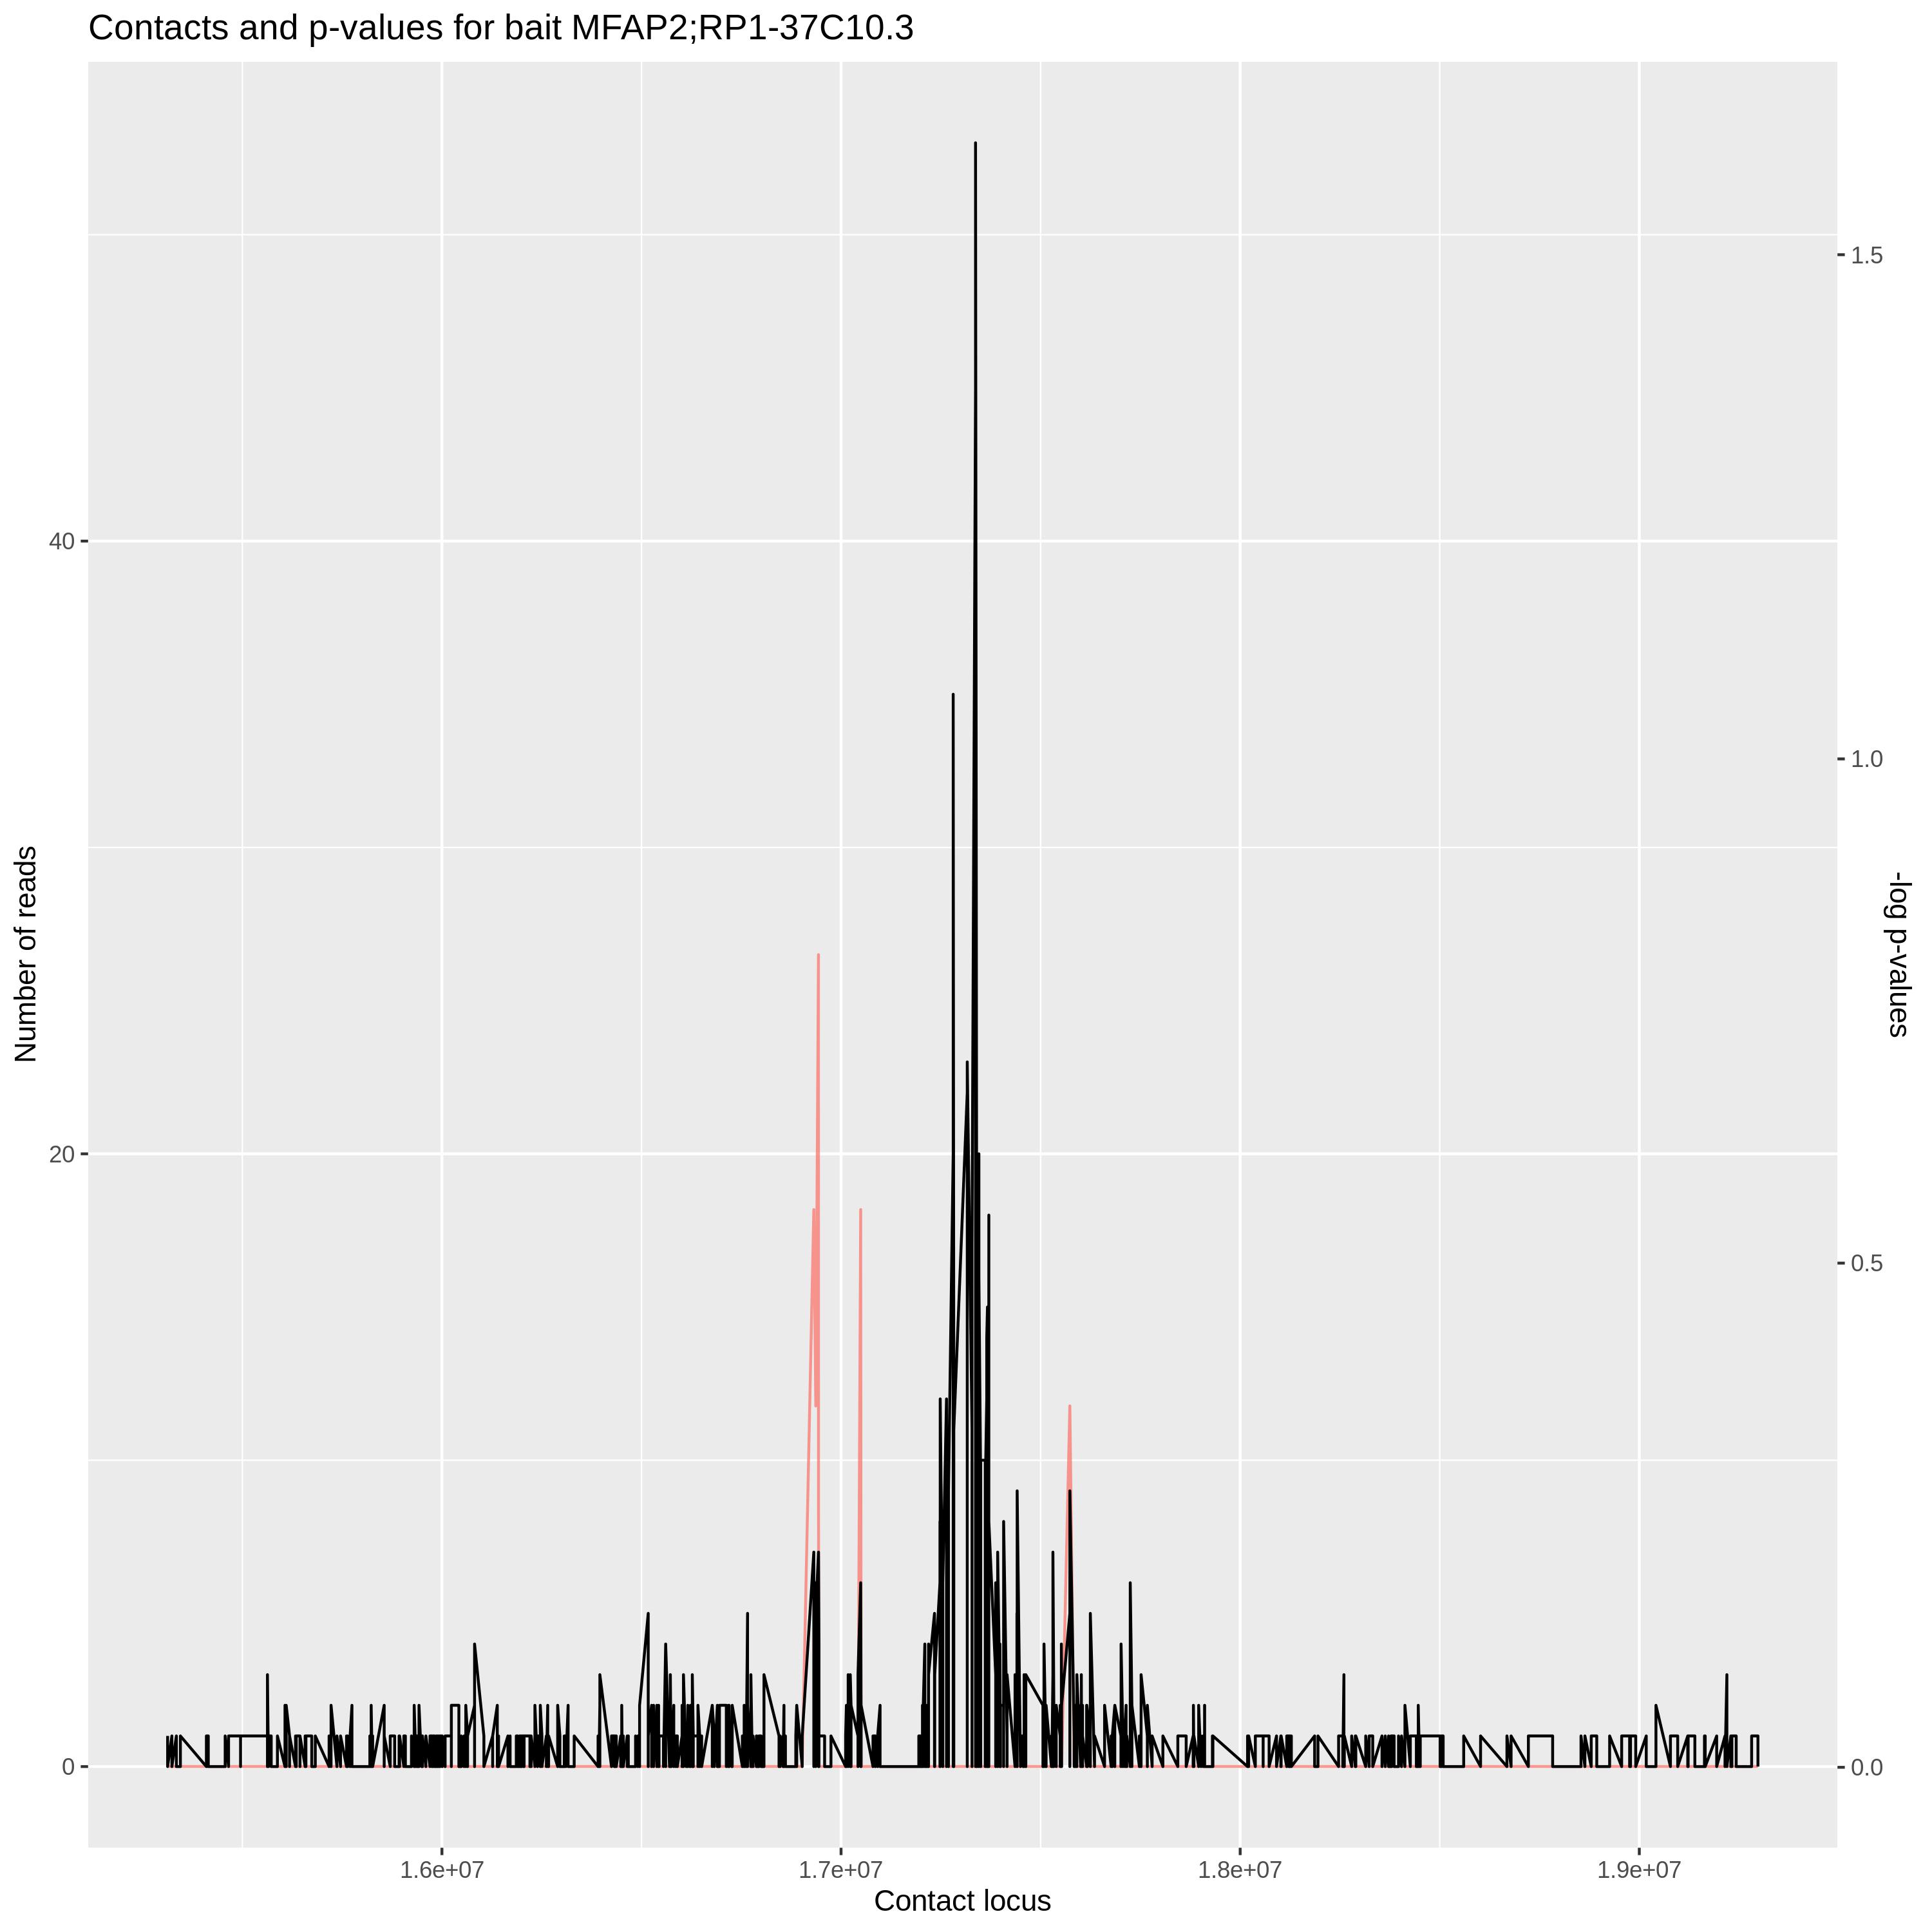 Contacts and p-values for bait MFAP2;RP1-37C10.3
Number of reads
40
20
0
1.5
1.0
0.5
0.0
-log p-values
1.6e+07
1.7e+07
1.8e+07
1.9e+07
Contact locus